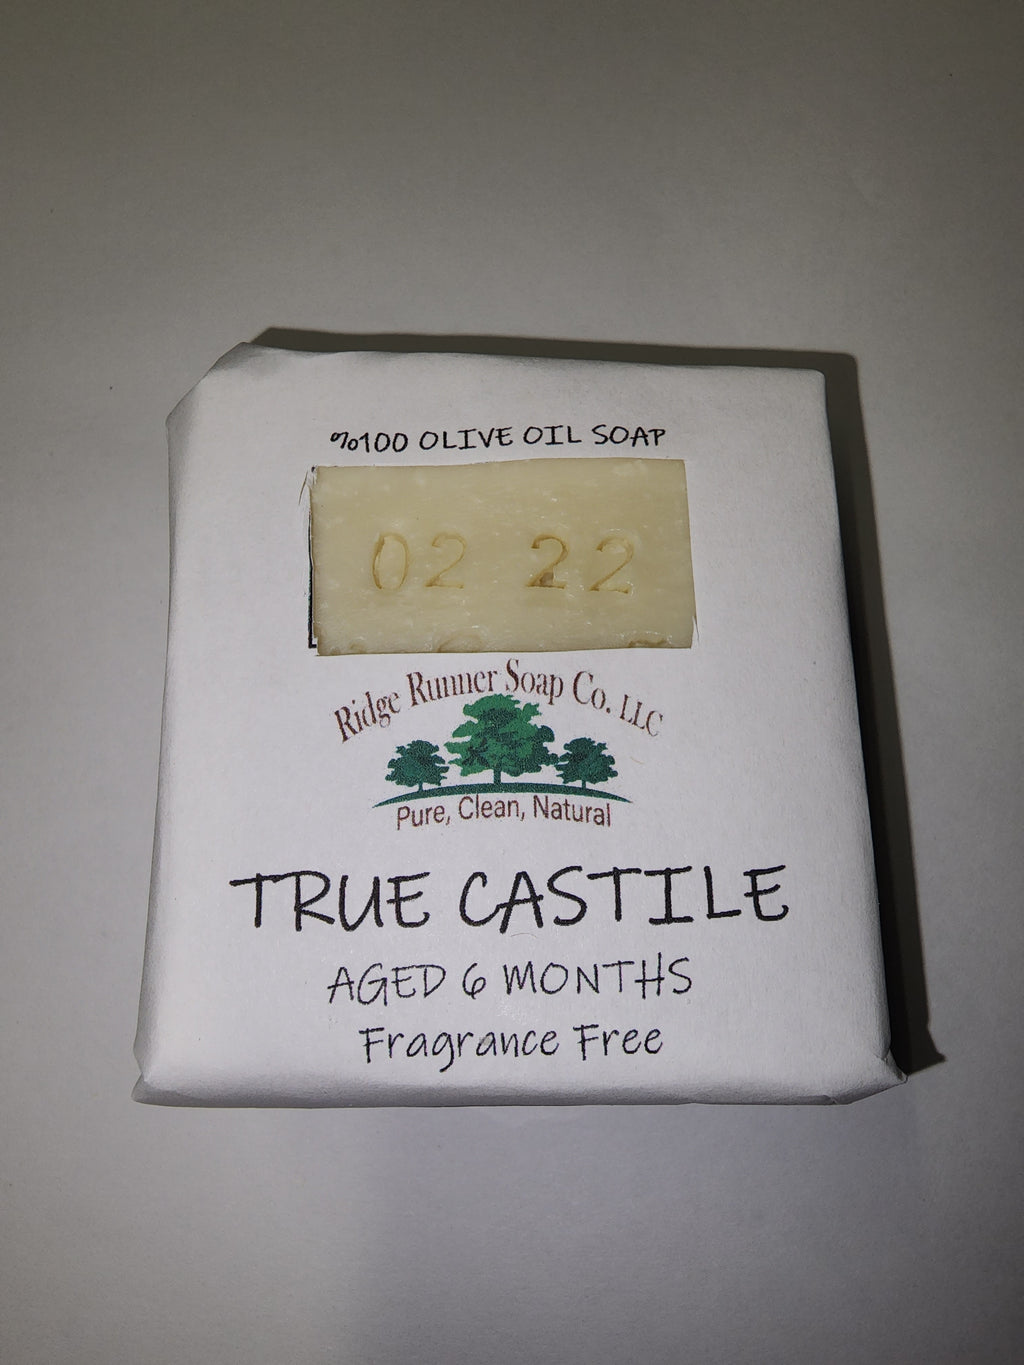 %100 OLIVE OIL SOAP
02 22
Ridge Runner Soap Co. LLC
Pure, Clean, Natural
TRUE CASTILE
AGED 6 MONTHS
Fragrance Free